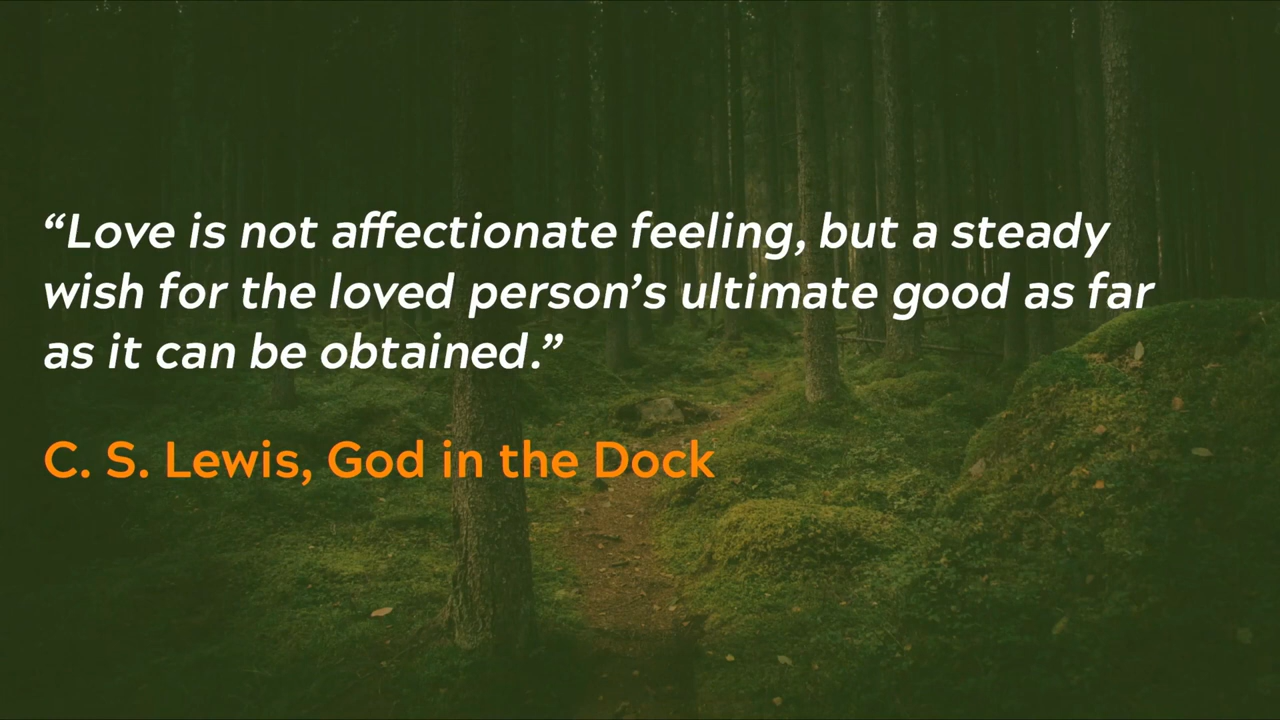 “Love is not affectionate feeling, but a steady
wish for the loved person’s ultimate good as far
as it can be obtained.”
C. S. Lewis, God in the Dock